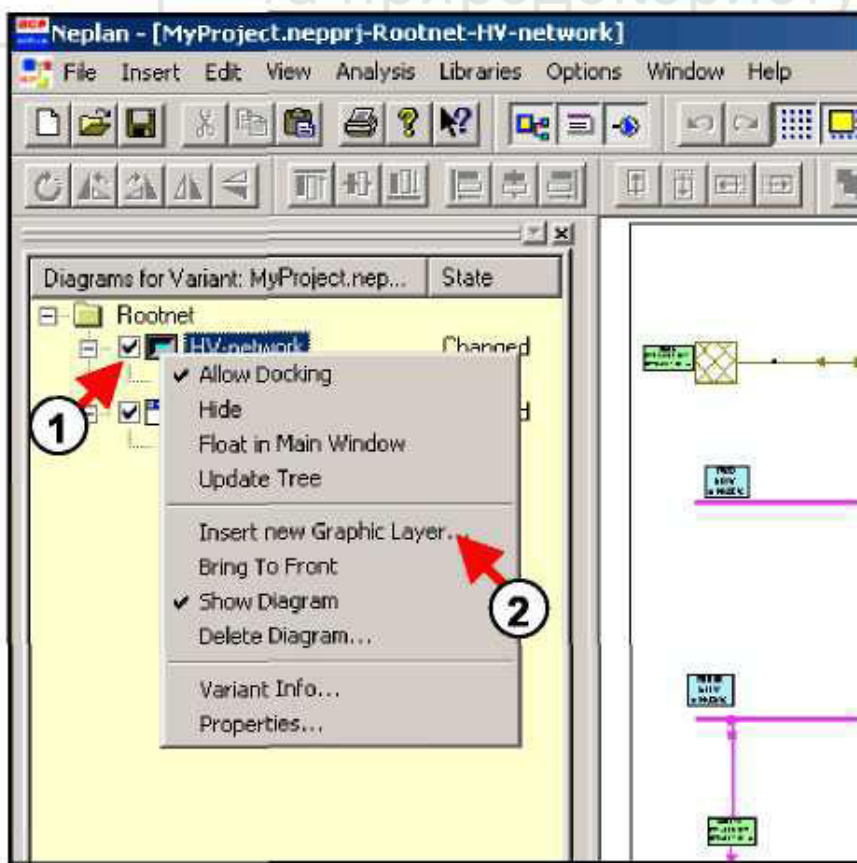 Neplan - [MyProject.nepprj-Rootnet-HV-network]
File Insert Edit View Analysis Libraries Options Window Help
Diagrams for Variant: MyProject.nep... State
Rootnet
HV-network Changed
1
✓ Allow Docking
Hide
Float in Main Window
Update Tree
Insert new Graphic Layer...
Bring To Front
2
✓ Show Diagram
Delete Diagram...
Variant Info...
Properties...